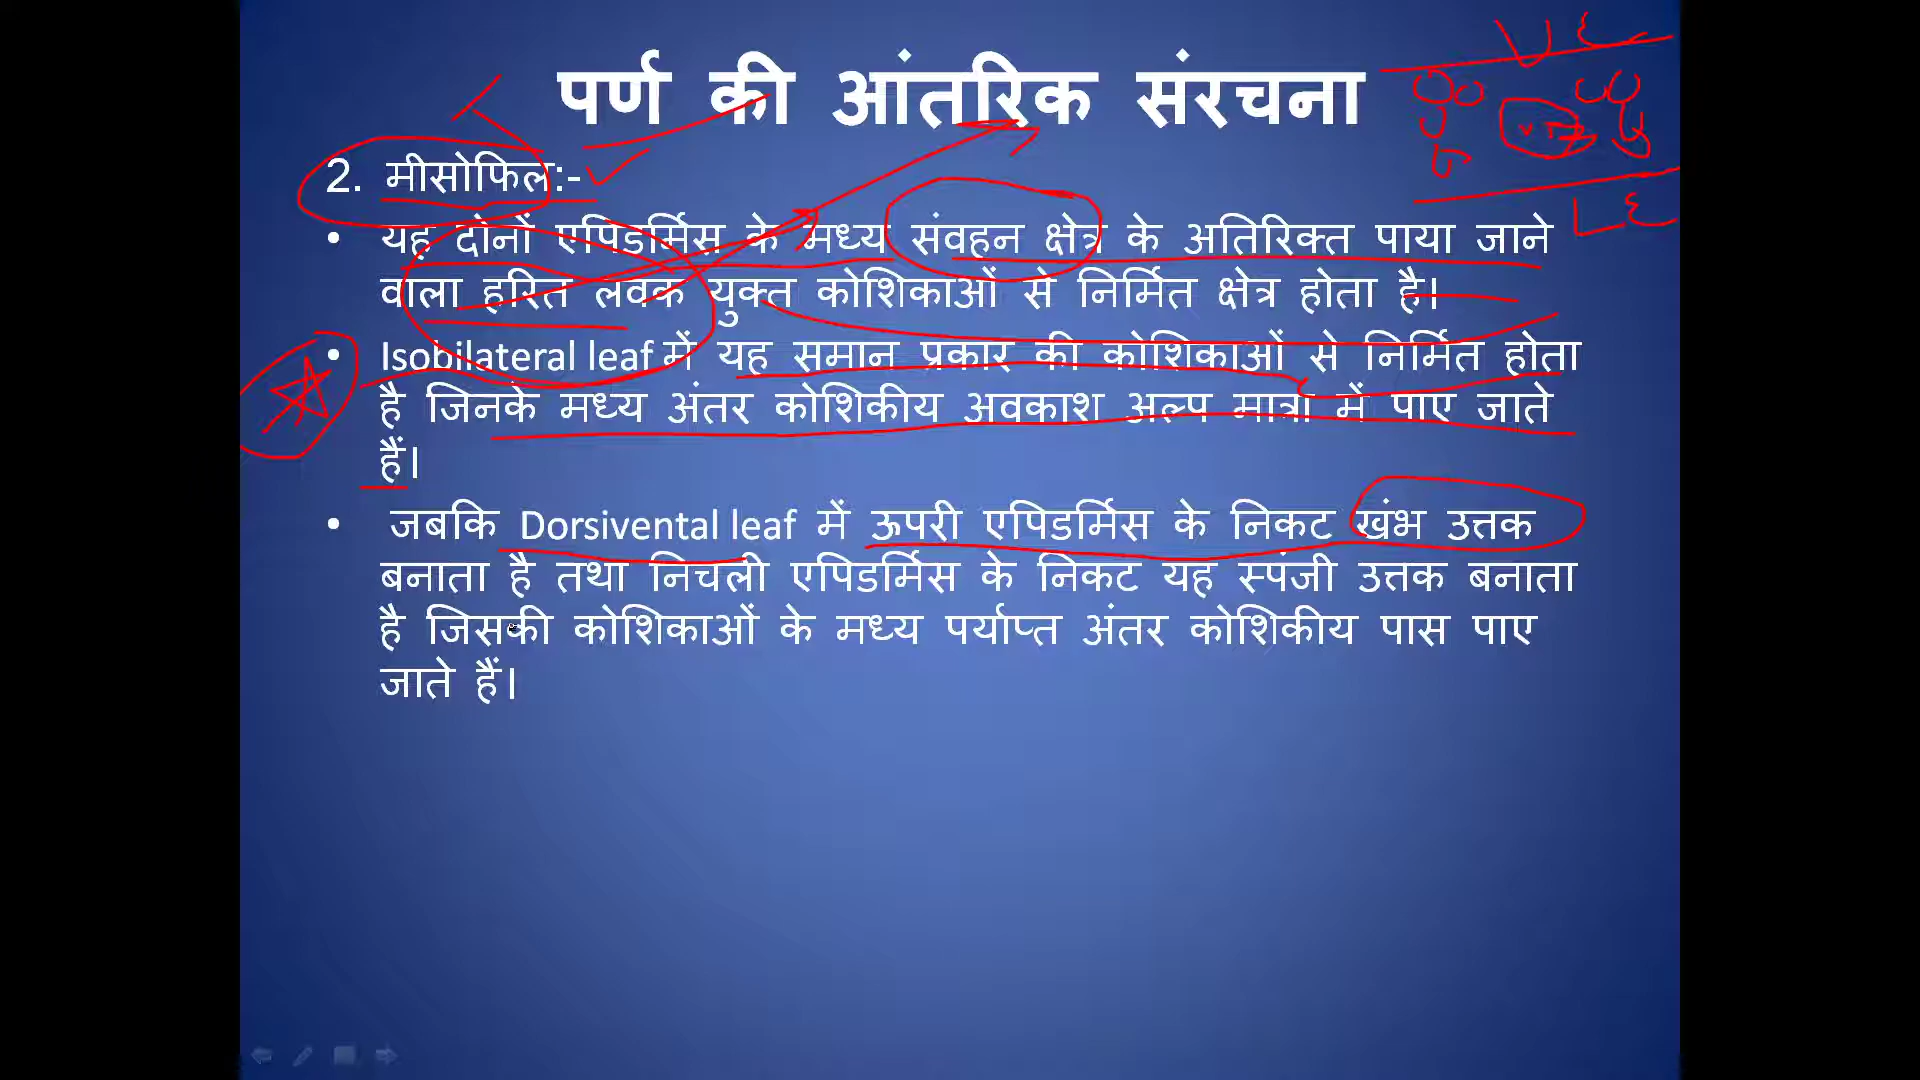 पर्ण की आंतरिक संरचना
U E
2. मीसोफिल:-
• यह दोनों एपिडर्मिस के मध्य संवहन क्षेत्र के अतिरिक्त पाया जाने
वाला हरित लवक युक्त कोशिकाओं से निर्मित क्षेत्र होता है।
L E
• Isobilateral leaf में यह समान प्रकार की कोशिकाओं से निर्मित होता
है जिनके मध्य अंतर कोशिकीय अवकाश अल्प मात्रा में पाए जाते
हैं।
• जबकि Dorsivental leaf में ऊपरी एपिडर्मिस के निकट खंभ उत्तक
बनाता है तथा निचली एपिडर्मिस के निकट यह स्पंजी उत्तक बनाता
है जिसकी कोशिकाओं के मध्य पर्याप्त अंतर कोशिकीय पास पाए
जाते हैं।